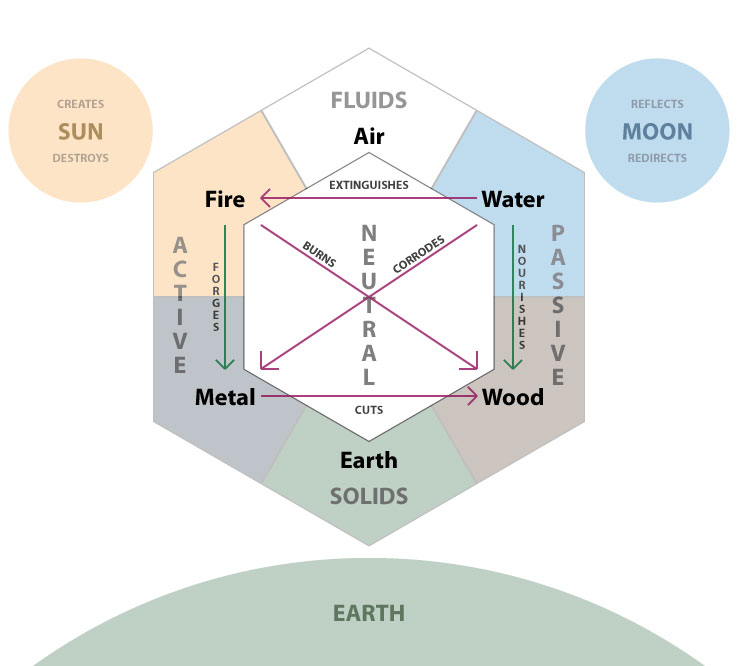 FLUIDS
Air
CREATES
SUN
DESTROYS
REFLECTS
MOON
REDIRECTS
EXTINGUISHES
Fire
Water
ACTIVE
FORGES
BURNS
NEUTRAL
CORRODES
NOURISHES
PASSIVE
Metal
Wood
CUTS
Earth
SOLIDS
EARTH